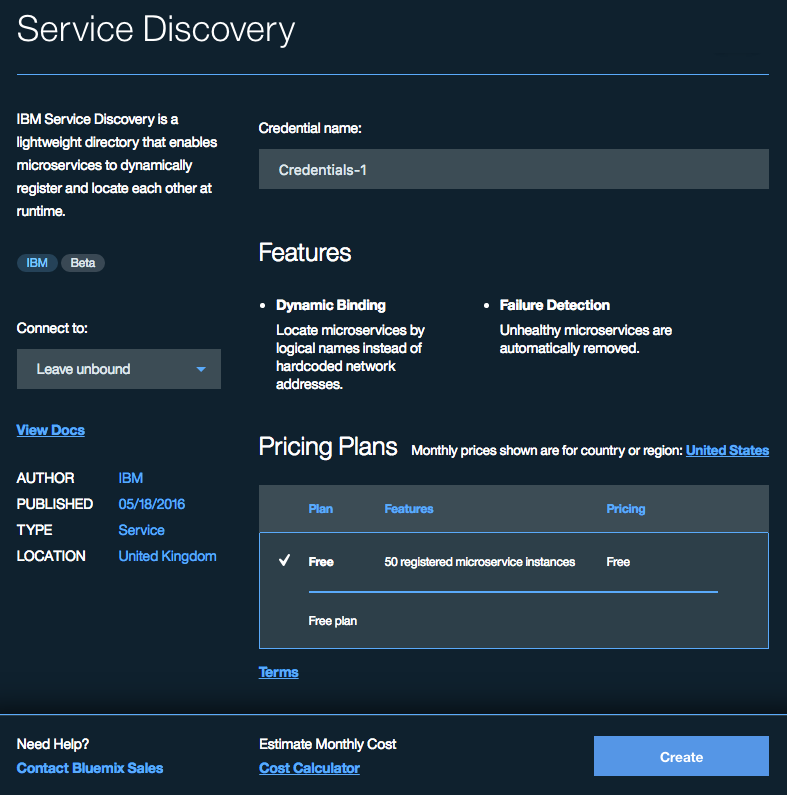 Service Discovery
IBM Service Discovery is a
lightweight directory that enables
microservices to dynamically
register and locate each other at
runtime.
IBM Beta
Connect to:
Leave unbound
View Docs
AUTHOR IBM
PUBLISHED 05/18/2016
TYPE Service
LOCATION United Kingdom
Credential name:
Credentials-1
Features
Dynamic Binding
Locate microservices by
logical names instead of
hardcoded network
addresses.
Failure Detection
Unhealthy microservices are
automatically removed.
Pricing Plans Monthly prices shown are for country or region: United States
Plan Features Pricing
Free 50 registered microservice instances Free
Free plan
Terms
Need Help?
Contact Bluemix Sales
Estimate Monthly Cost
Cost Calculator
Create